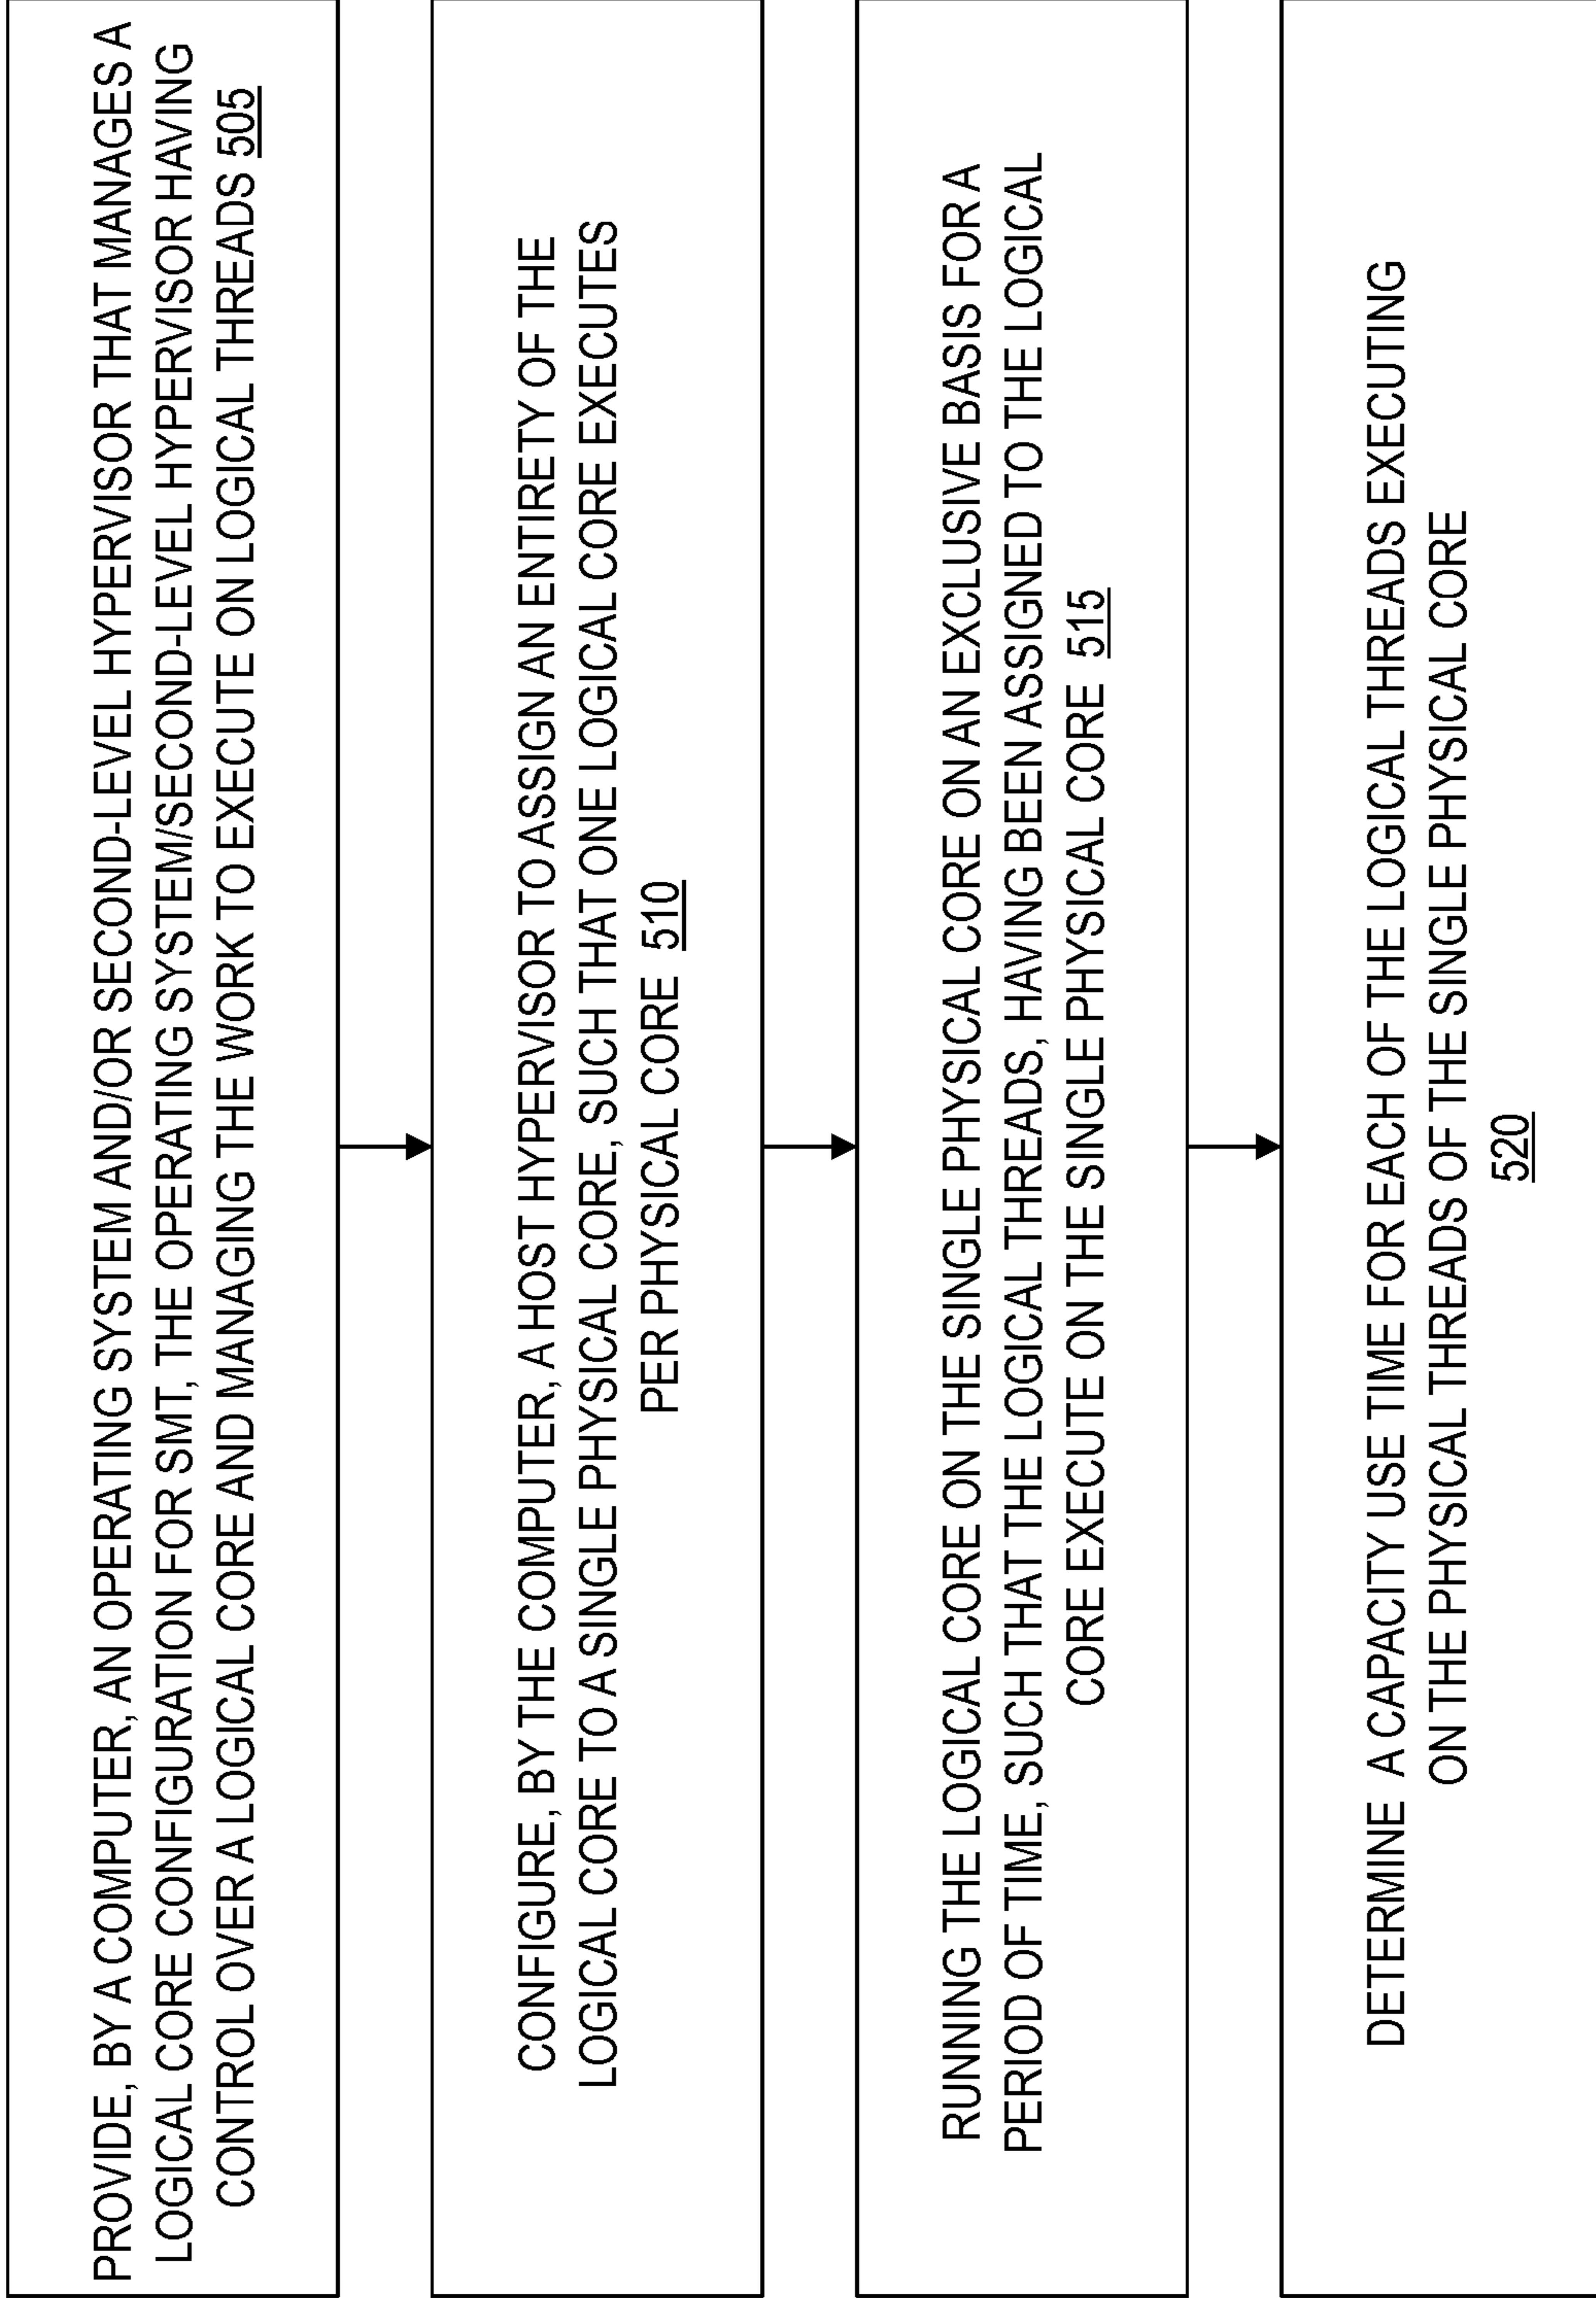 PROVIDE, BY A COMPUTER, AN OPERATING SYSTEM AND/OR SECOND-LEVEL HYPERVISOR THAT MANAGES A
LOGICAL CORE CONFIGURATION FOR SMT, THE OPERATING SYSTEM/SECOND-LEVEL HYPERVISOR HAVING
CONTROL OVER A LOGICAL CORE AND MANAGING THE WORK TO EXECUTE ON LOGICAL THREADS 505
CONFIGURE, BY THE COMPUTER, A HOST HYPERVISOR TO ASSIGN AN ENTIRETY OF THE
LOGICAL CORE TO A SINGLE PHYSICAL CORE, SUCH THAT ONE LOGICAL CORE EXECUTES
PER PHYSICAL CORE 510
RUNNING THE LOGICAL CORE ON THE SINGLE PHYSICAL CORE ON AN EXCLUSIVE BASIS FOR A
PERIOD OF TIME, SUCH THAT THE LOGICAL THREADS, HAVING BEEN ASSIGNED TO THE LOGICAL
CORE EXECUTE ON THE SINGLE PHYSICAL CORE 515
DETERMINE A CAPACITY USE TIME FOR EACH OF THE LOGICAL THREADS EXECUTING
ON THE PHYSICAL THREADS OF THE SINGLE PHYSICAL CORE
520